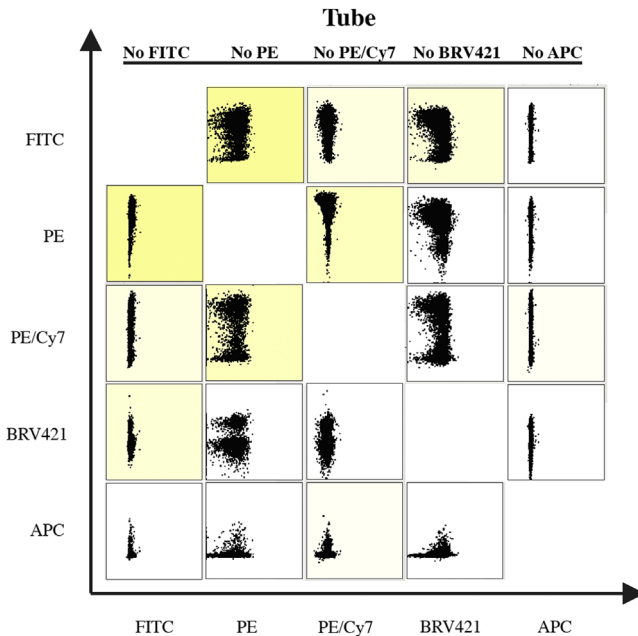 Tube
No FITC No PE No PE/Cy7 No BRV421 No APC
FITC
PE
PE/Cy7
BRV421
APC
FITC PE PE/Cy7 BRV421 APC